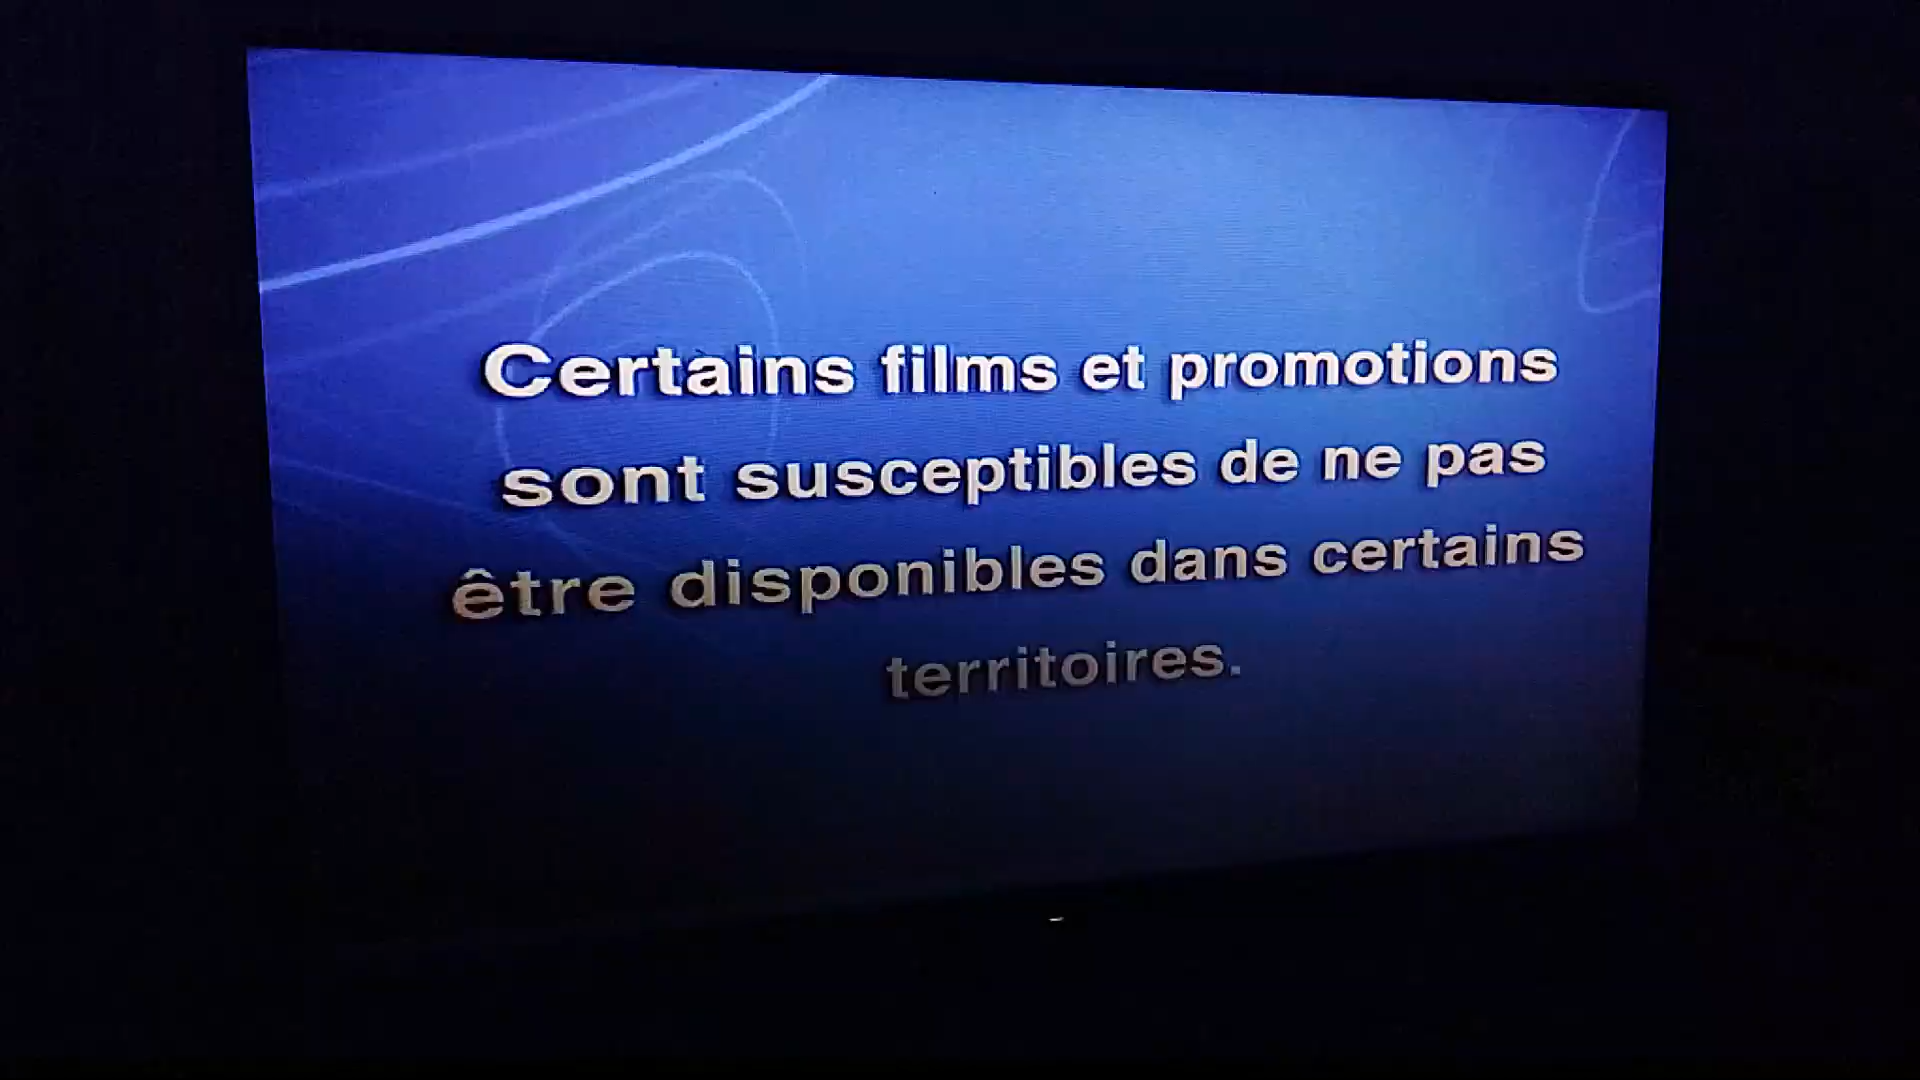 Certains films et promotions
sont susceptibles de ne pas
être disponibles dans certains
territoires.